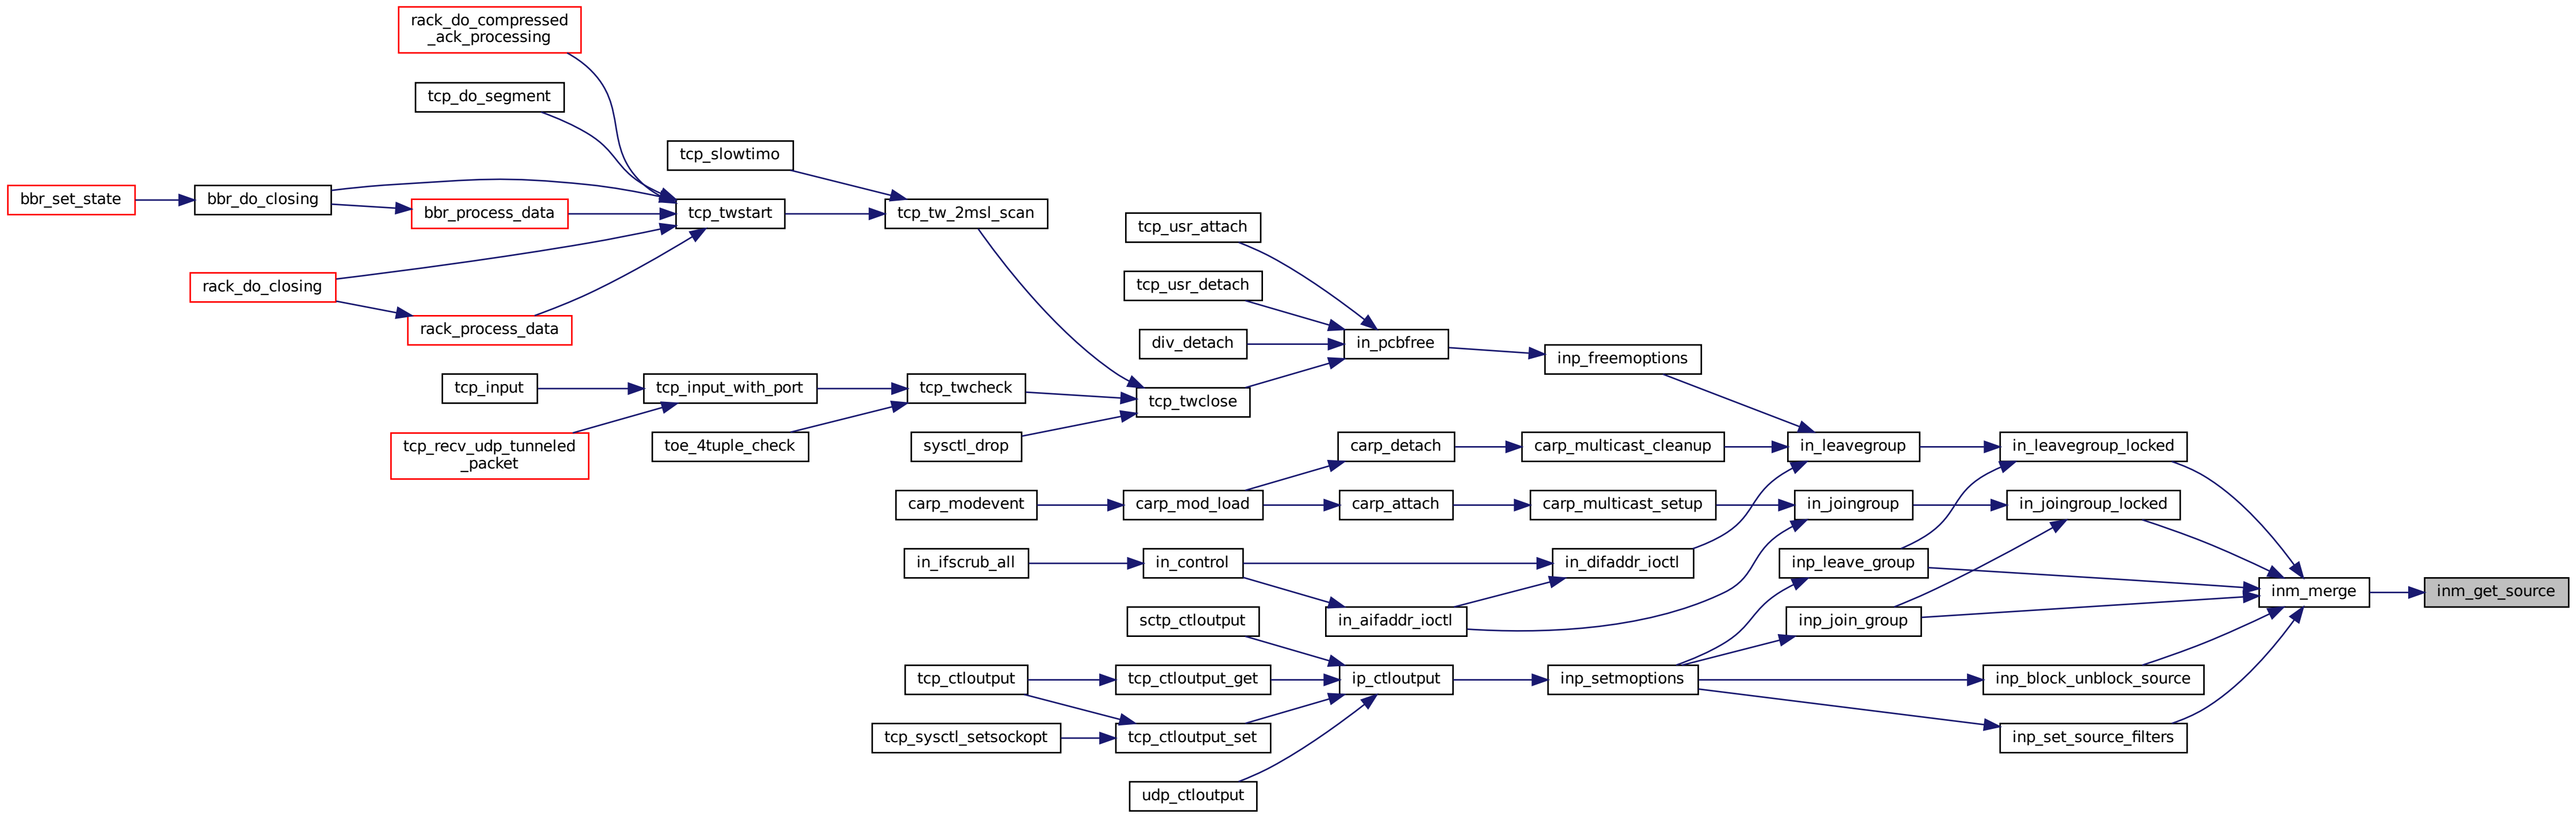 rack_do_compressed
_ack_processing
tcp_do_segment
tcp_slowtimo
bbr_set_state
bbr_do_closing
bbr_process_data
tcp_twstart
tcp_tw_2msl_scan
tcp_usr_attach
rack_do_closing
tcp_usr_detach
rack_process_data
div_detach
in_pcbfree
inp_freemoptions
tcp_input
tcp_input_with_port
tcp_twcheck
tcp_twclose
tcp_recv_udp_tunneled
_packet
toe_4tuple_check
sysctl_drop
carp_detach
carp_multicast_cleanup
in_leavegroup
in_leavegroup_locked
carp_modevent
carp_mod_load
carp_attach
carp_multicast_setup
in_joingroup
in_joingroup_locked
in_ifscrub_all
in_control
in_difaddr_ioctl
inp_leave_group
inm_merge
inm_get_source
sctp_ctloutput
in_aifaddr_ioctl
inp_join_group
tcp_ctloutput
tcp_ctloutput_get
ip_ctloutput
inp_setmoptions
inp_block_unblock_source
tcp_sysctl_setsockopt
tcp_ctloutput_set
inp_set_source_filters
udp_ctloutput